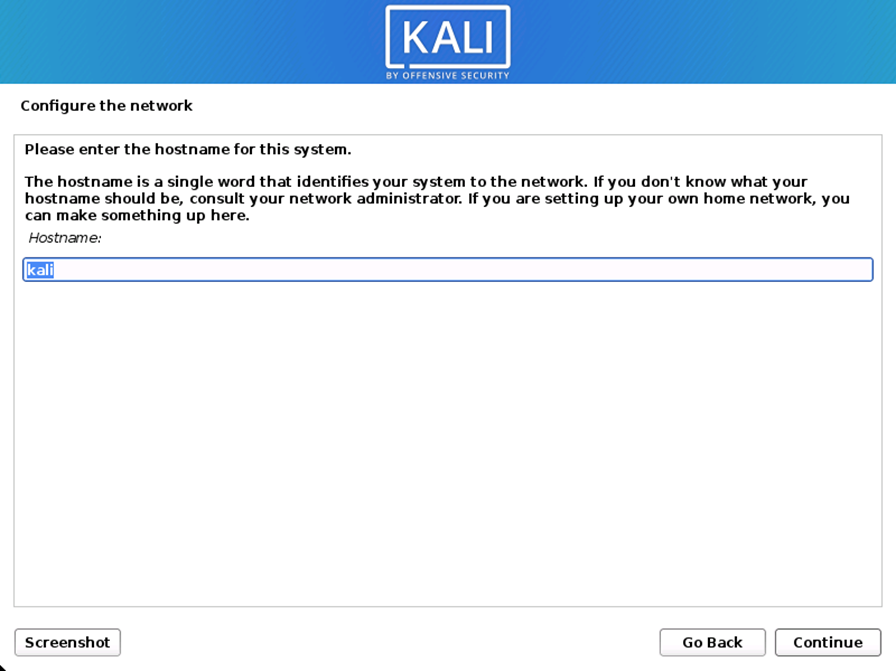 KALI
BY OFFENSIVE SECURITY
Configure the network
Please enter the hostname for this system.
The hostname is a single word that identifies your system to the network. If you don't know what your
hostname should be, consult your network administrator. If you are setting up your own home network, you
can make something up here.
Hostname:
kali
Screenshot
Go Back
Continue